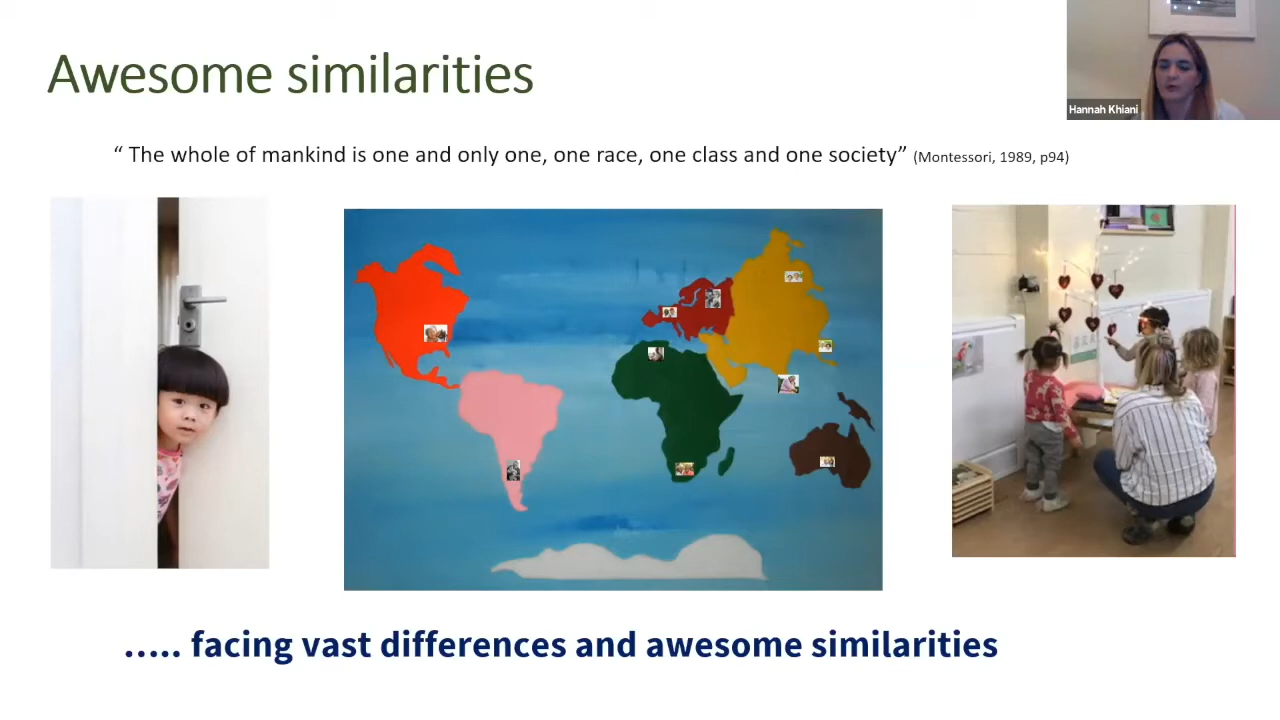 Awesome similarities
Hannah Khiani
“ The whole of mankind is one and only one, one race, one class and one society” (Montessori, 1989, p94)
..... facing vast differences and awesome similarities